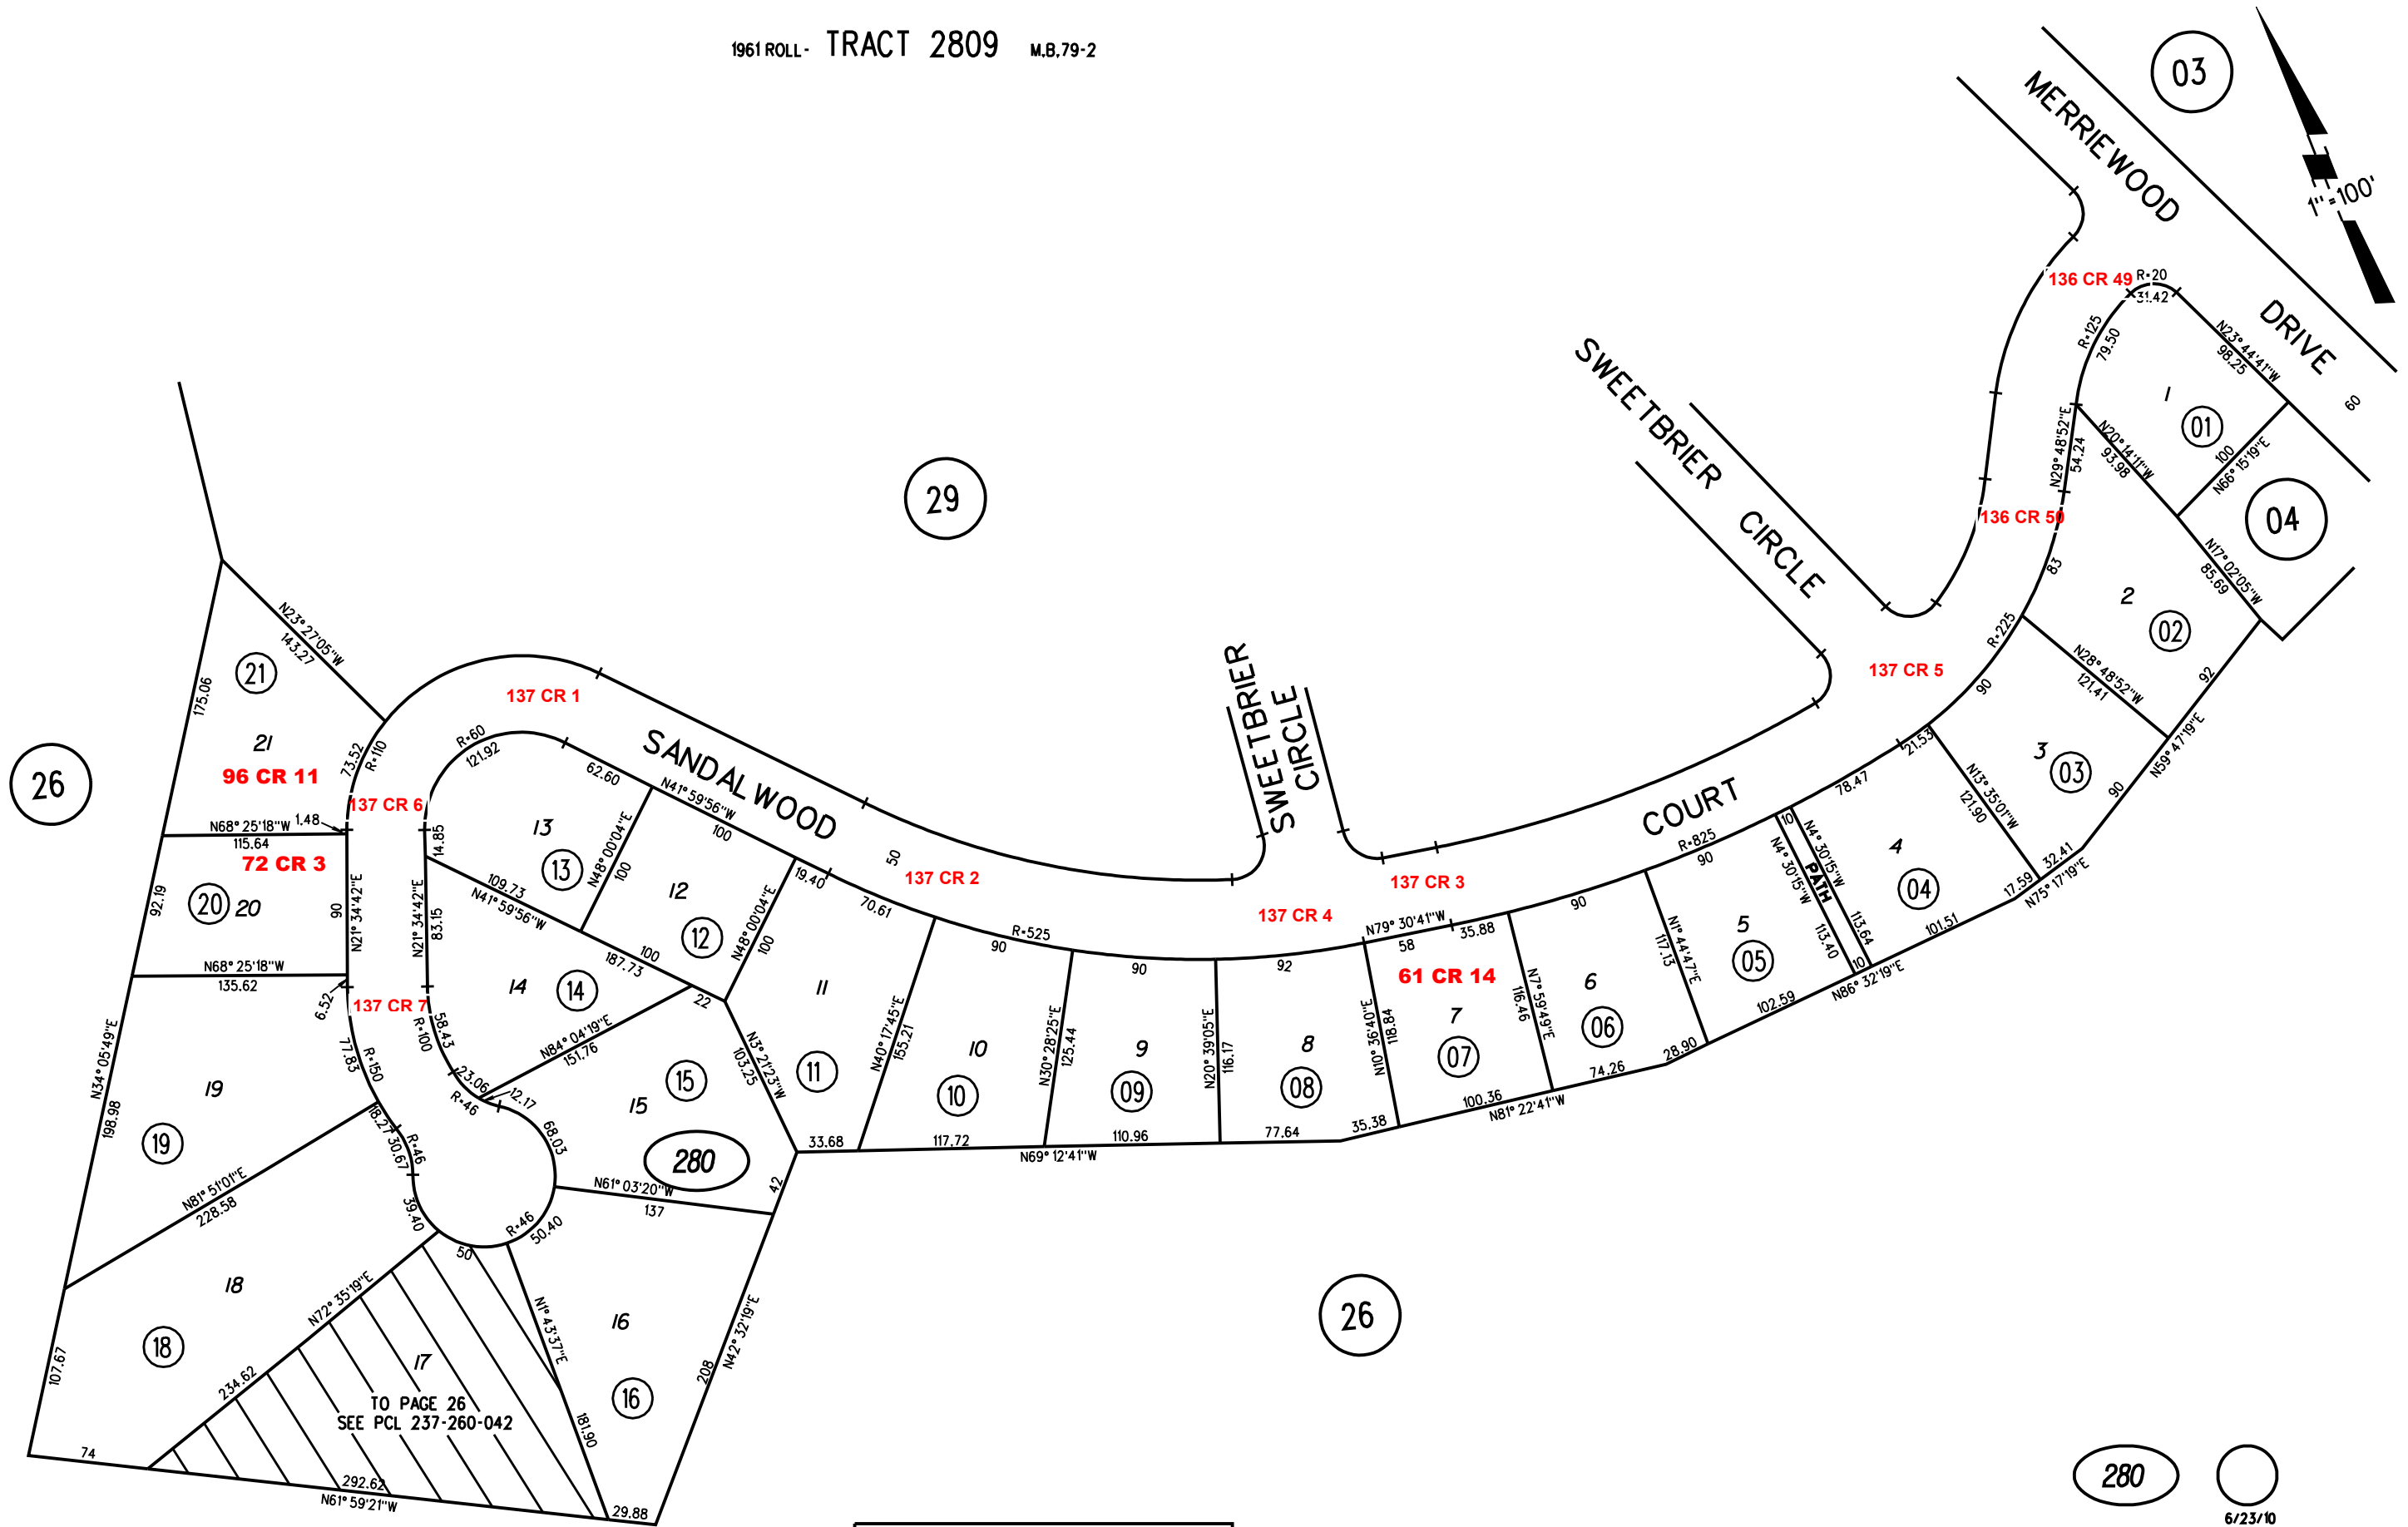 1961 ROLL- TRACT 2809 M.B.79-2
03
MERRIEWOOD
DRIVE
60
1"=100'
136 CR 49
R=20
31.42
R=125
79.50
N23°44'41"W
98.25
1
01
N29°48'52"E
54.24
N20°14'11"W
93.98
100
N66°15'19"E
04
136 CR 50
83
N17°02'05"W
85.69
2
02
R=225
N28°48'52"W
121.41
92
29
SWEETBRIER CIRCLE
137 CR 5
90
21.53
3
03
N59°47'19"E
90
N13°35'01"W
121.90
78.47
4
04
32.41
17.59
N75°17'19"E
COURT
R=825
90
10
N4°30'15"W
PATH
N4°30'15"W
113.64
113.40
10
101.51
N86°32'19"E
5
05
102.59
N1°44'47"E
117.13
90
6
06
28.90
74.26
N7°59'49"E
116.46
SWEETBRIER
CIRCLE
137 CR 3
137 CR 4
N79°30'41"W
58
35.88
61 CR 14
7
07
100.36
N81°22'41"W
N10°36'40"E
118.84
35.38
92
8
08
77.64
N20°39'05"E
116.17
90
9
09
110.96
N30°28'25"E
125.44
R=525
90
10
10
117.72
N69°12'41"W
N40°17'45"E
155.21
137 CR 2
50
70.61
19.40
11
11
33.68
N3°21'23"W
103.25
SANDALWOOD
137 CR 1
62.60
N41°59'56"W
100
N48°00'04"E
100
12
12
N48°00'04"E
100
R=60
121.92
13
13
14.85
109.73
N41°59'56"W
100
187.73
22
N23°27'05"W
143.27
21
21
96 CR 11
175.06
73.52
R=110
137 CR 6
26
N68°25'18"W
115.64
1.48
72 CR 3
20
20
92.19
90
N21°34'42"E
N21°34'42"E
83.15
N68°25'18"W
135.62
6.52
137 CR 7
14
14
58.43
R=100
N84°04'19"E
151.76
15
15
280
23.06
R=46
12.17
68.03
77.83
R=150
18.27
30.67
R=46
19
19
N34°05'49"E
198.98
N81°51'01"E
228.58
39.40
50
R=46
50.40
N61°03'20"W
137
42
18
18
107.67
N72°35'19"E
234.62
17
TO PAGE 26
SEE PCL 237-260-042
N1°43'37"E
181.90
16
16
N42°32'19"E
208
74
292.62
N61°59'21"W
29.88
26
280
6/23/10